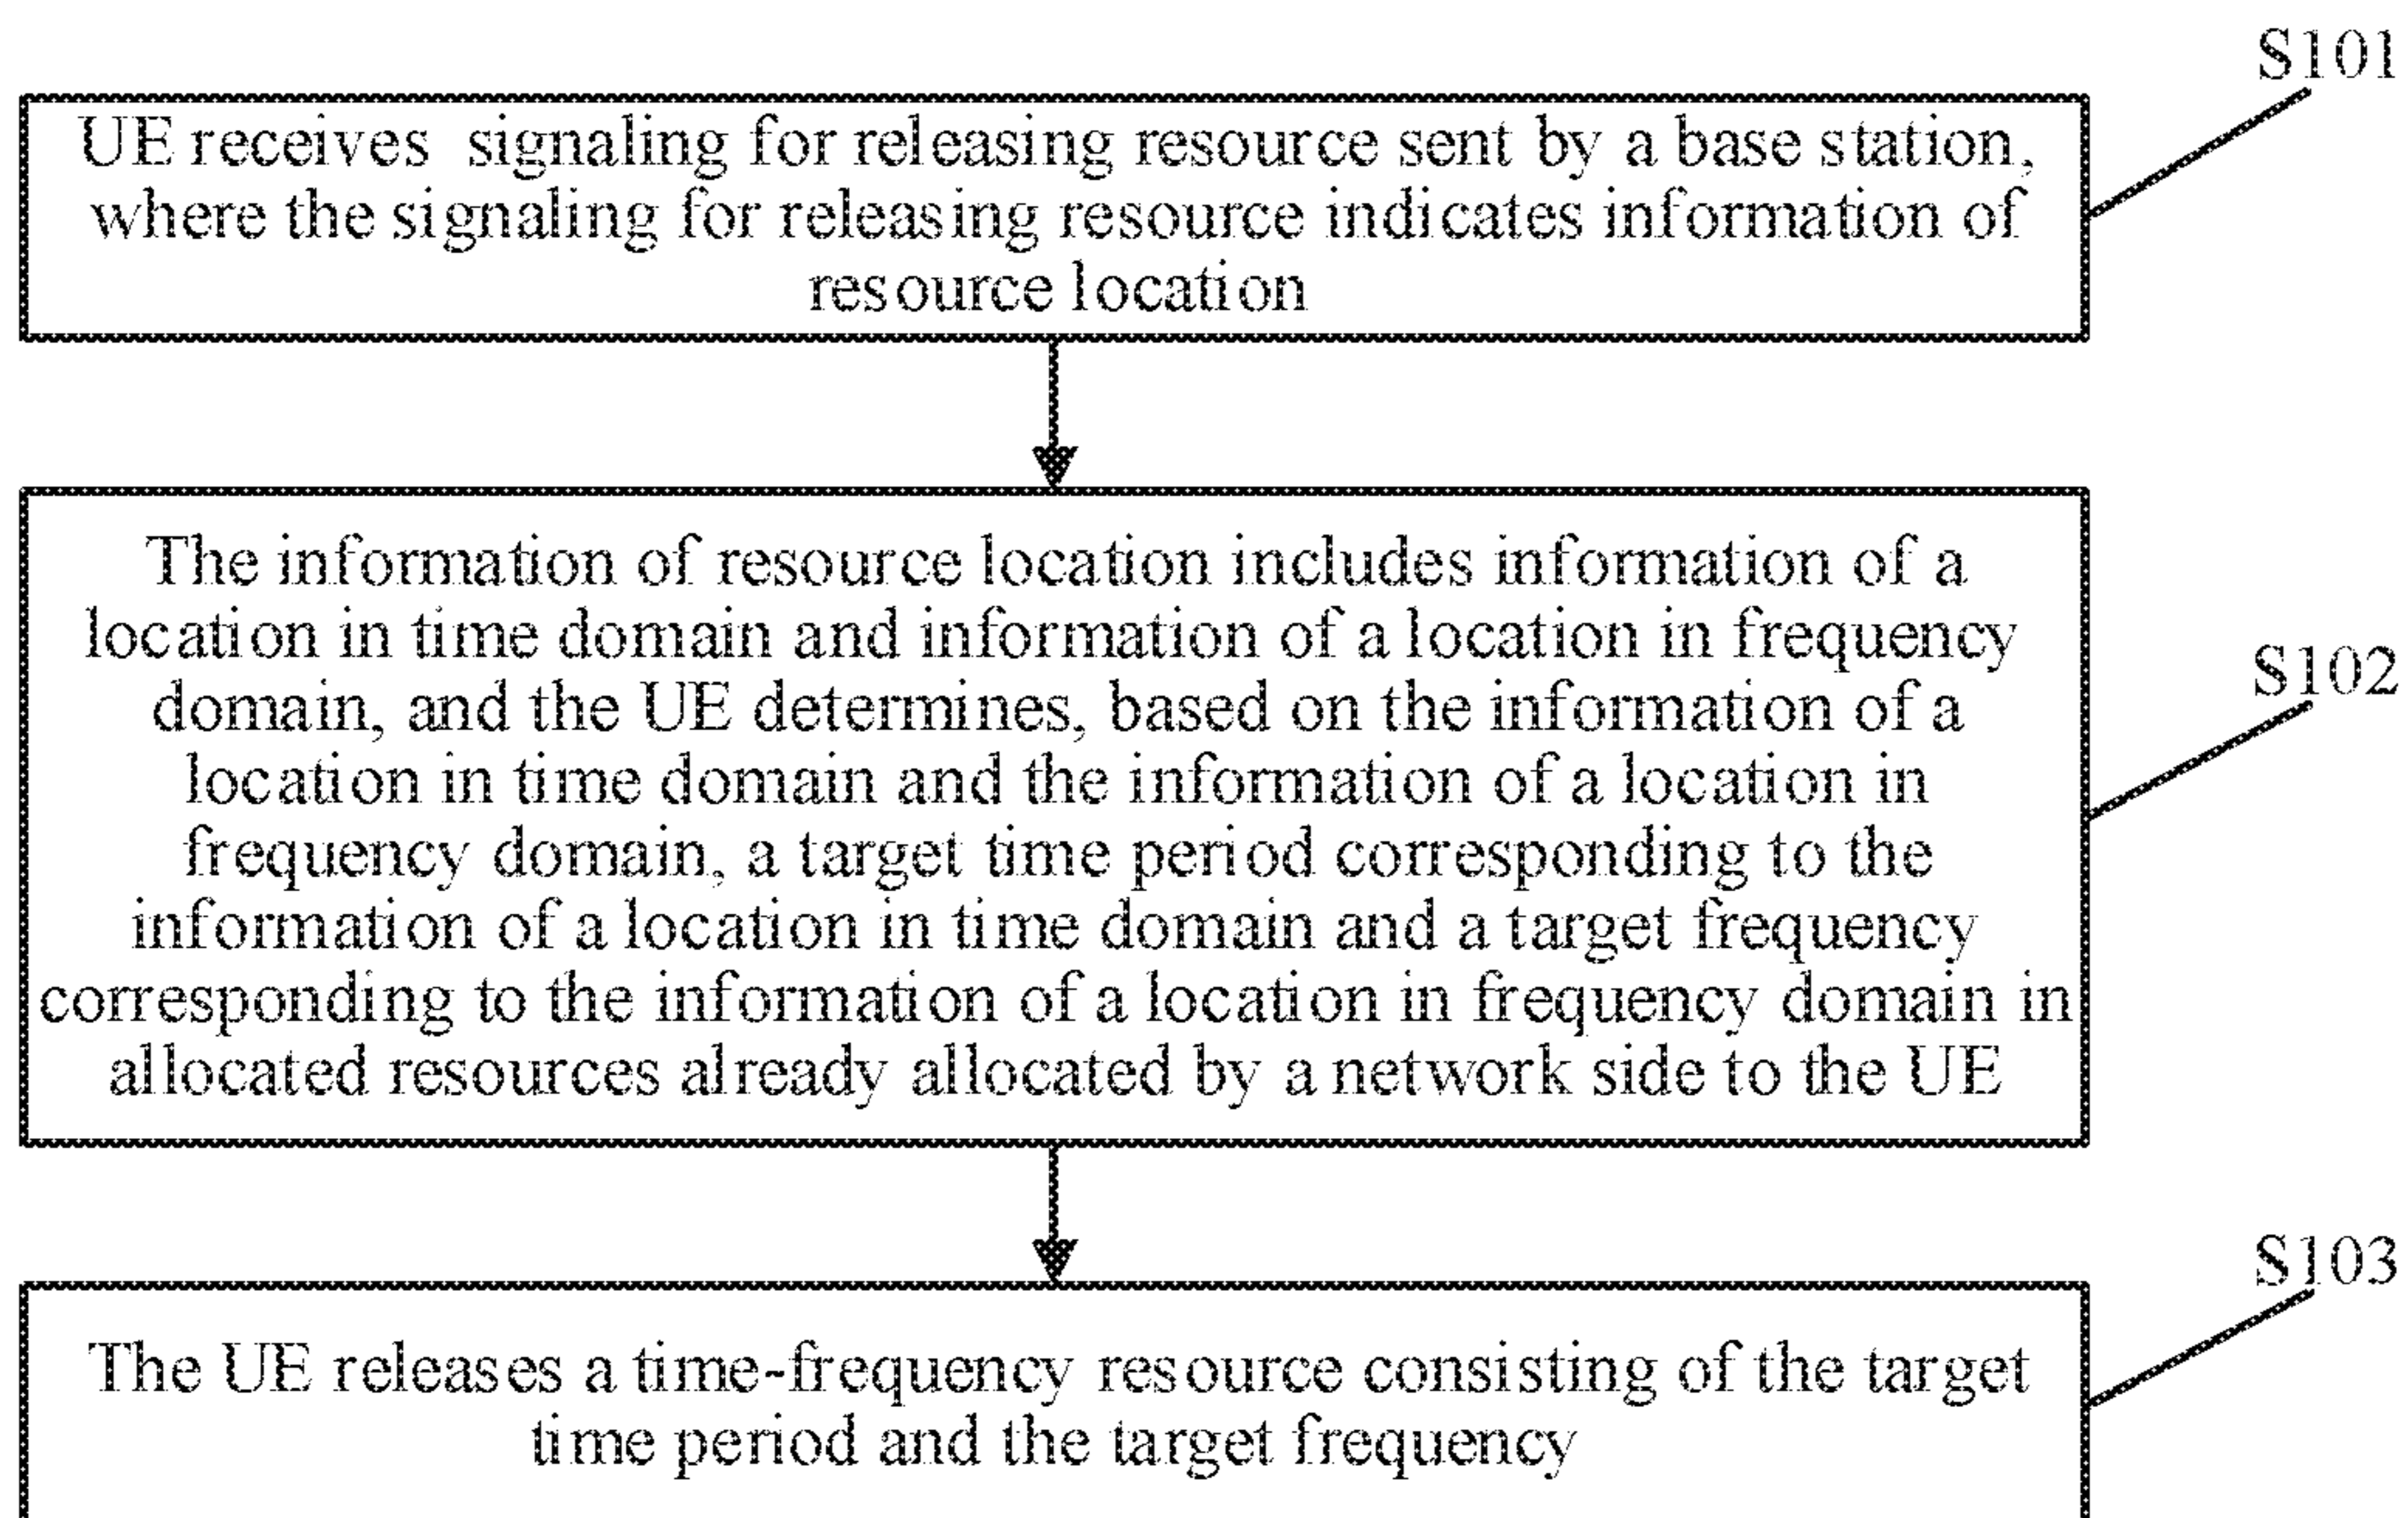 S101
UE receives signaling for releasing resource sent by a base station,
where the signaling for releasing resource indicates information of
resource location
The information of resource location includes information of a
location in time domain and information of a location in frequency
domain, and the UE determines, based on the information of a
location in time domain and the information of a location in
frequency domain, a target time period corresponding to the
information of a location in time domain and a target frequency
corresponding to the information of a location in frequency domain in
allocated resources already allocated by a network side to the UE
S102
The UE releases a time-frequency resource consisting of the target
time period and the target frequency
S103